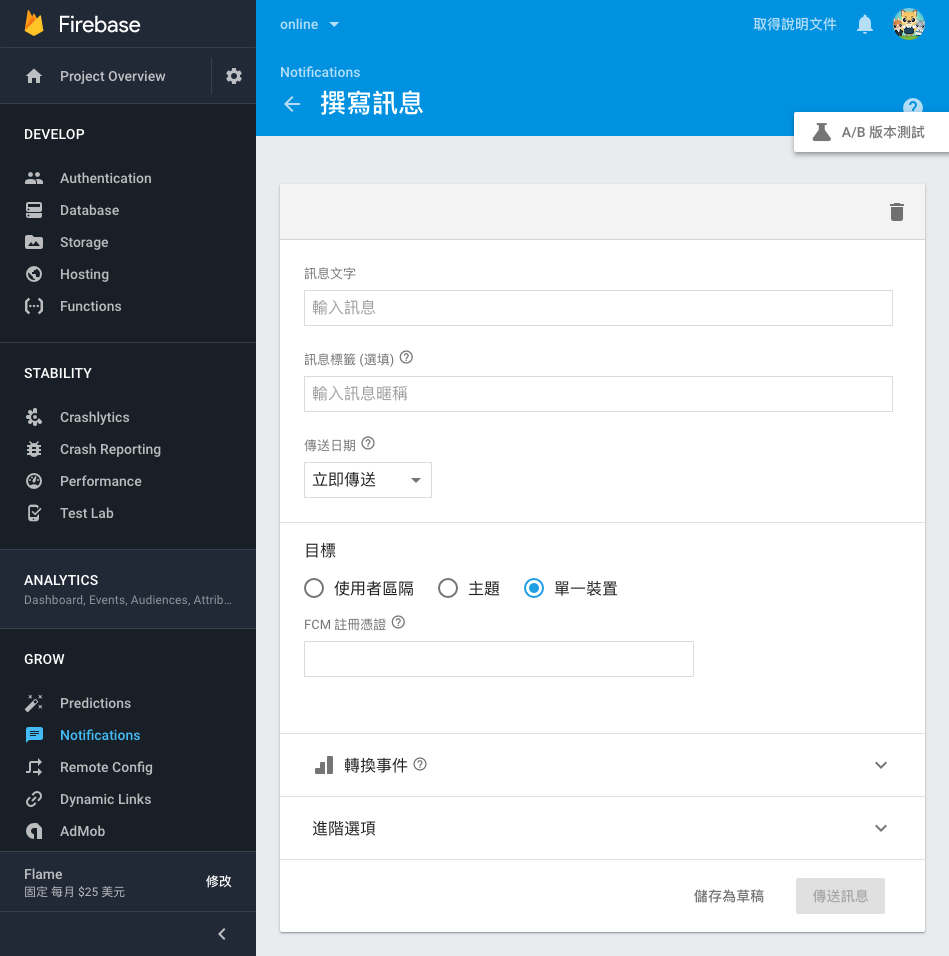 Firebase
Project Overview
DEVELOP
Authentication
Database
Storage
Hosting
Functions
STABILITY
Crashlytics
Crash Reporting
Performance
Test Lab
ANALYTICS
Dashboard, Events, Audiences, Attrib...
GROW
Predictions
Notifications
Remote Config
Dynamic Links
AdMob
Flame
固定 每月 $25 美元
修改
online
取得說明文件
Notifications
撰寫訊息
A/B 版本測試
訊息文字
輸入訊息
訊息標籤 (選填)
輸入訊息暱稱
傳送日期
立即傳送
目標
使用者區隔 主題 單一裝置
FCM 註冊憑證
轉換事件
進階選項
儲存為草稿 傳送訊息